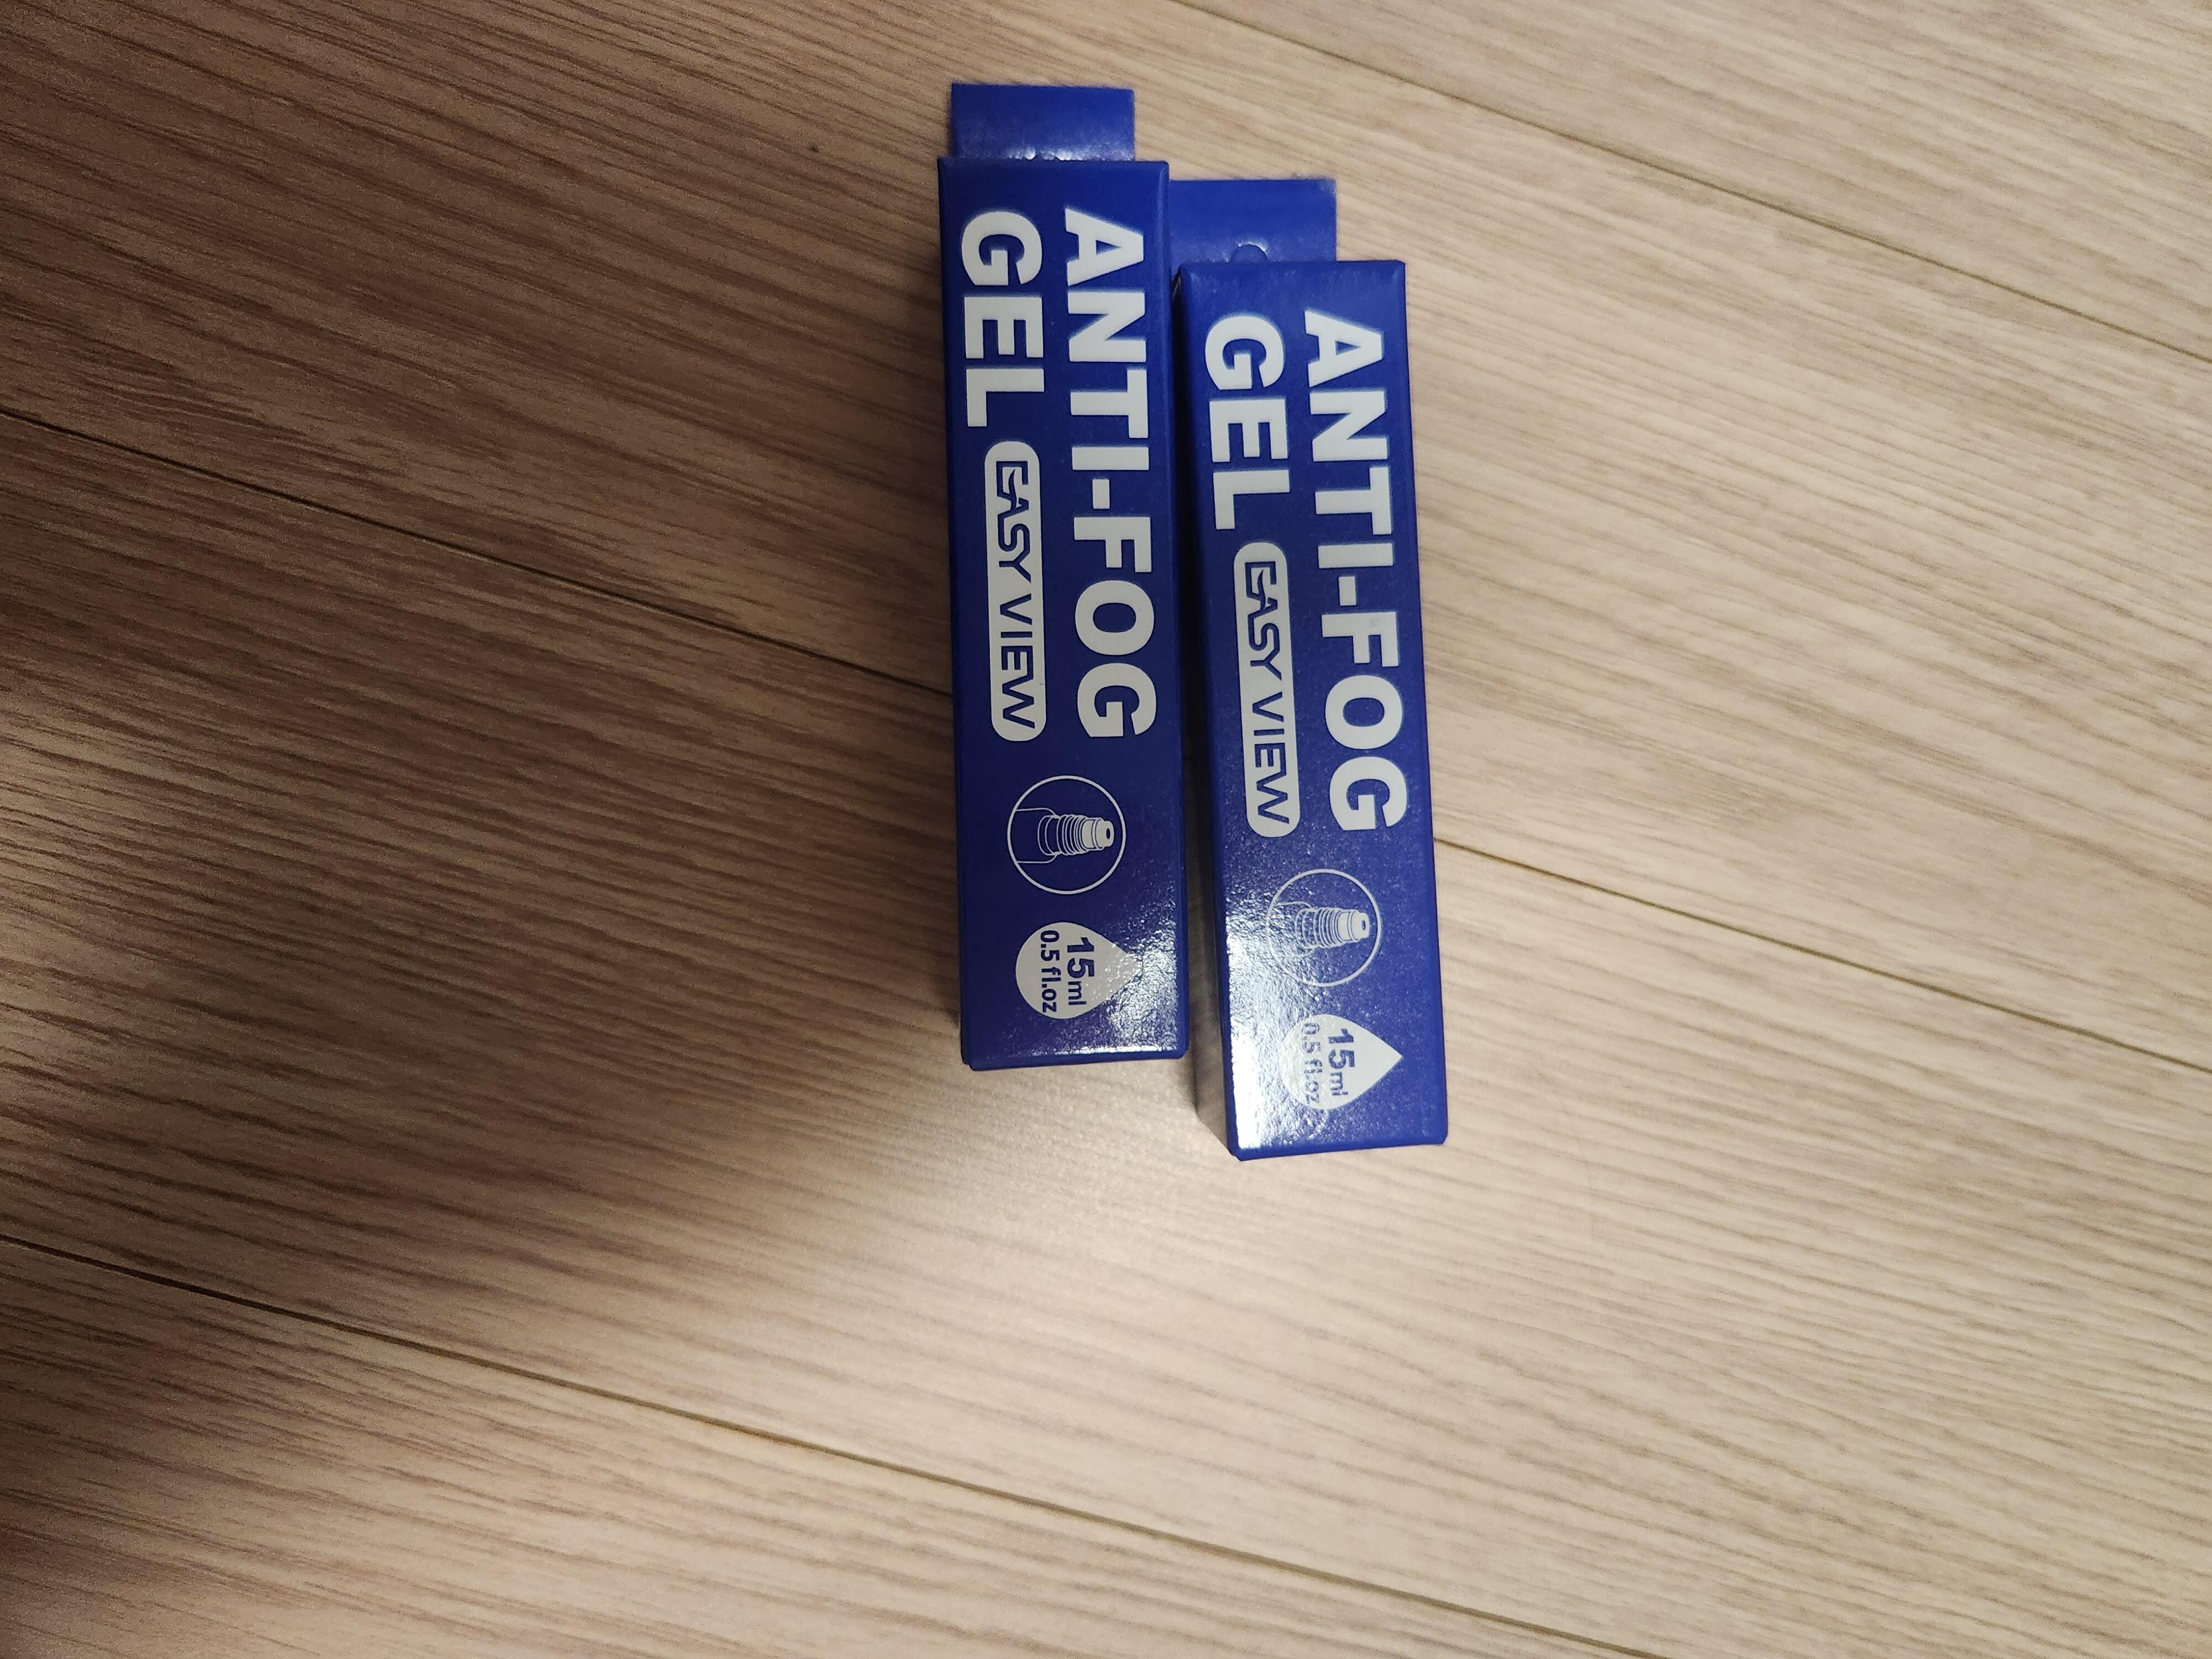 ANTI-FOG
GEL EASY VIEW
15ml
0.5 fl.oz
ANTI-FOG
GEL EASY VIEW
15ml
0.5 fl.oz